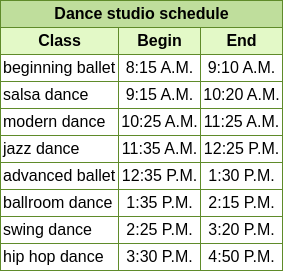 Dance studio schedule
Class Begin End
beginning ballet 8:15 A.M. 9:10 A.M.
salsa dance 9:15 A.M. 10:20 A.M.
modern dance 10:25 A.M. 11:25 A.M.
jazz dance 11:35 A.M. 12:25 P.M.
advanced ballet 12:35 P.M. 1:30 P.M.
ballroom dance 1:35 P.M. 2:15 P.M.
swing dance 2:25 P.M. 3:20 P.M.
hip hop dance 3:30 P.M. 4:50 P.M.